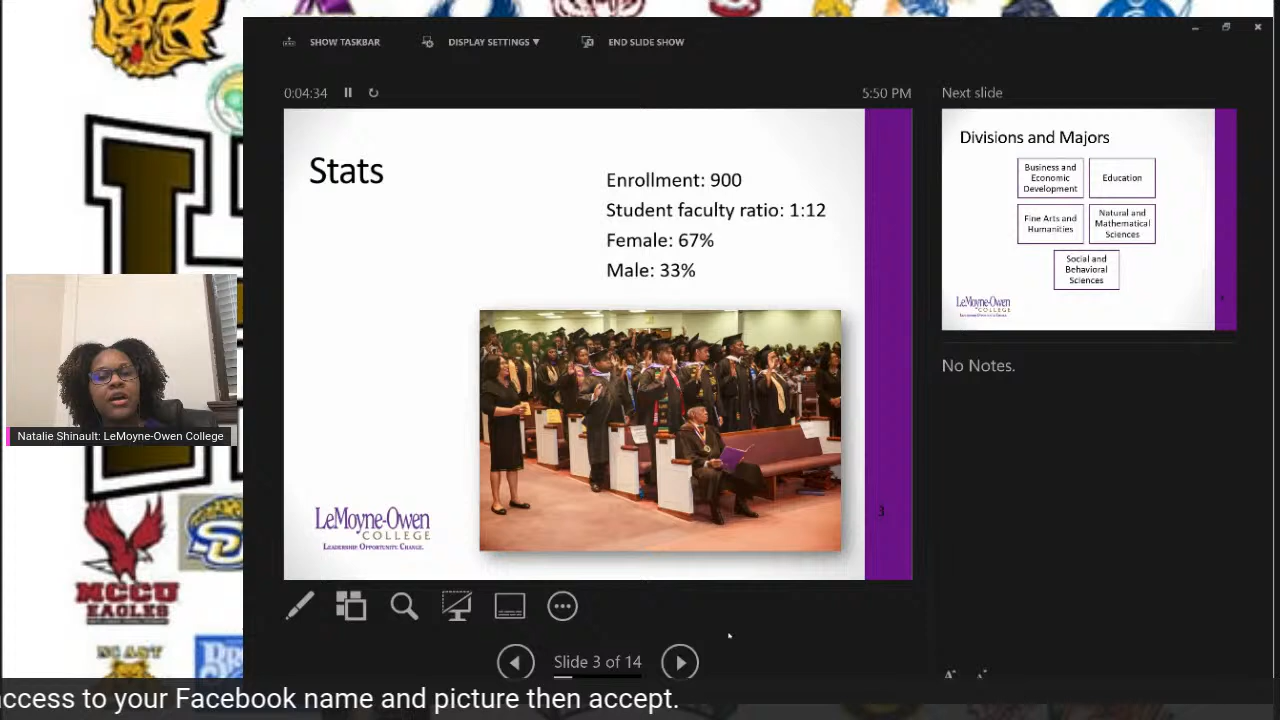 SHOW TASKBAR
DISPLAY SETTINGS ▼
END SLIDE SHOW
0:04:34
5:50 PM
Next slide
Stats
Enrollment: 900
Student faculty ratio: 1:12
Female: 67%
Male: 33%
LeMoyne-Owen
COLLEGE
LEADERSHIP. OPPORTUNITY. CHANGE.
3
Divisions and Majors
Business and
Economic
Development
Education
Fine Arts and
Humanities
Natural and
Mathematical
Sciences
Social and
Behavioral
Sciences
LeMoyne-Owen
COLLEGE
No Notes.
Natalie Shinault: LeMoyne-Owen College
MCCU
EAGLES
Slide 3 of 14
access to your Facebook name and picture then accept.